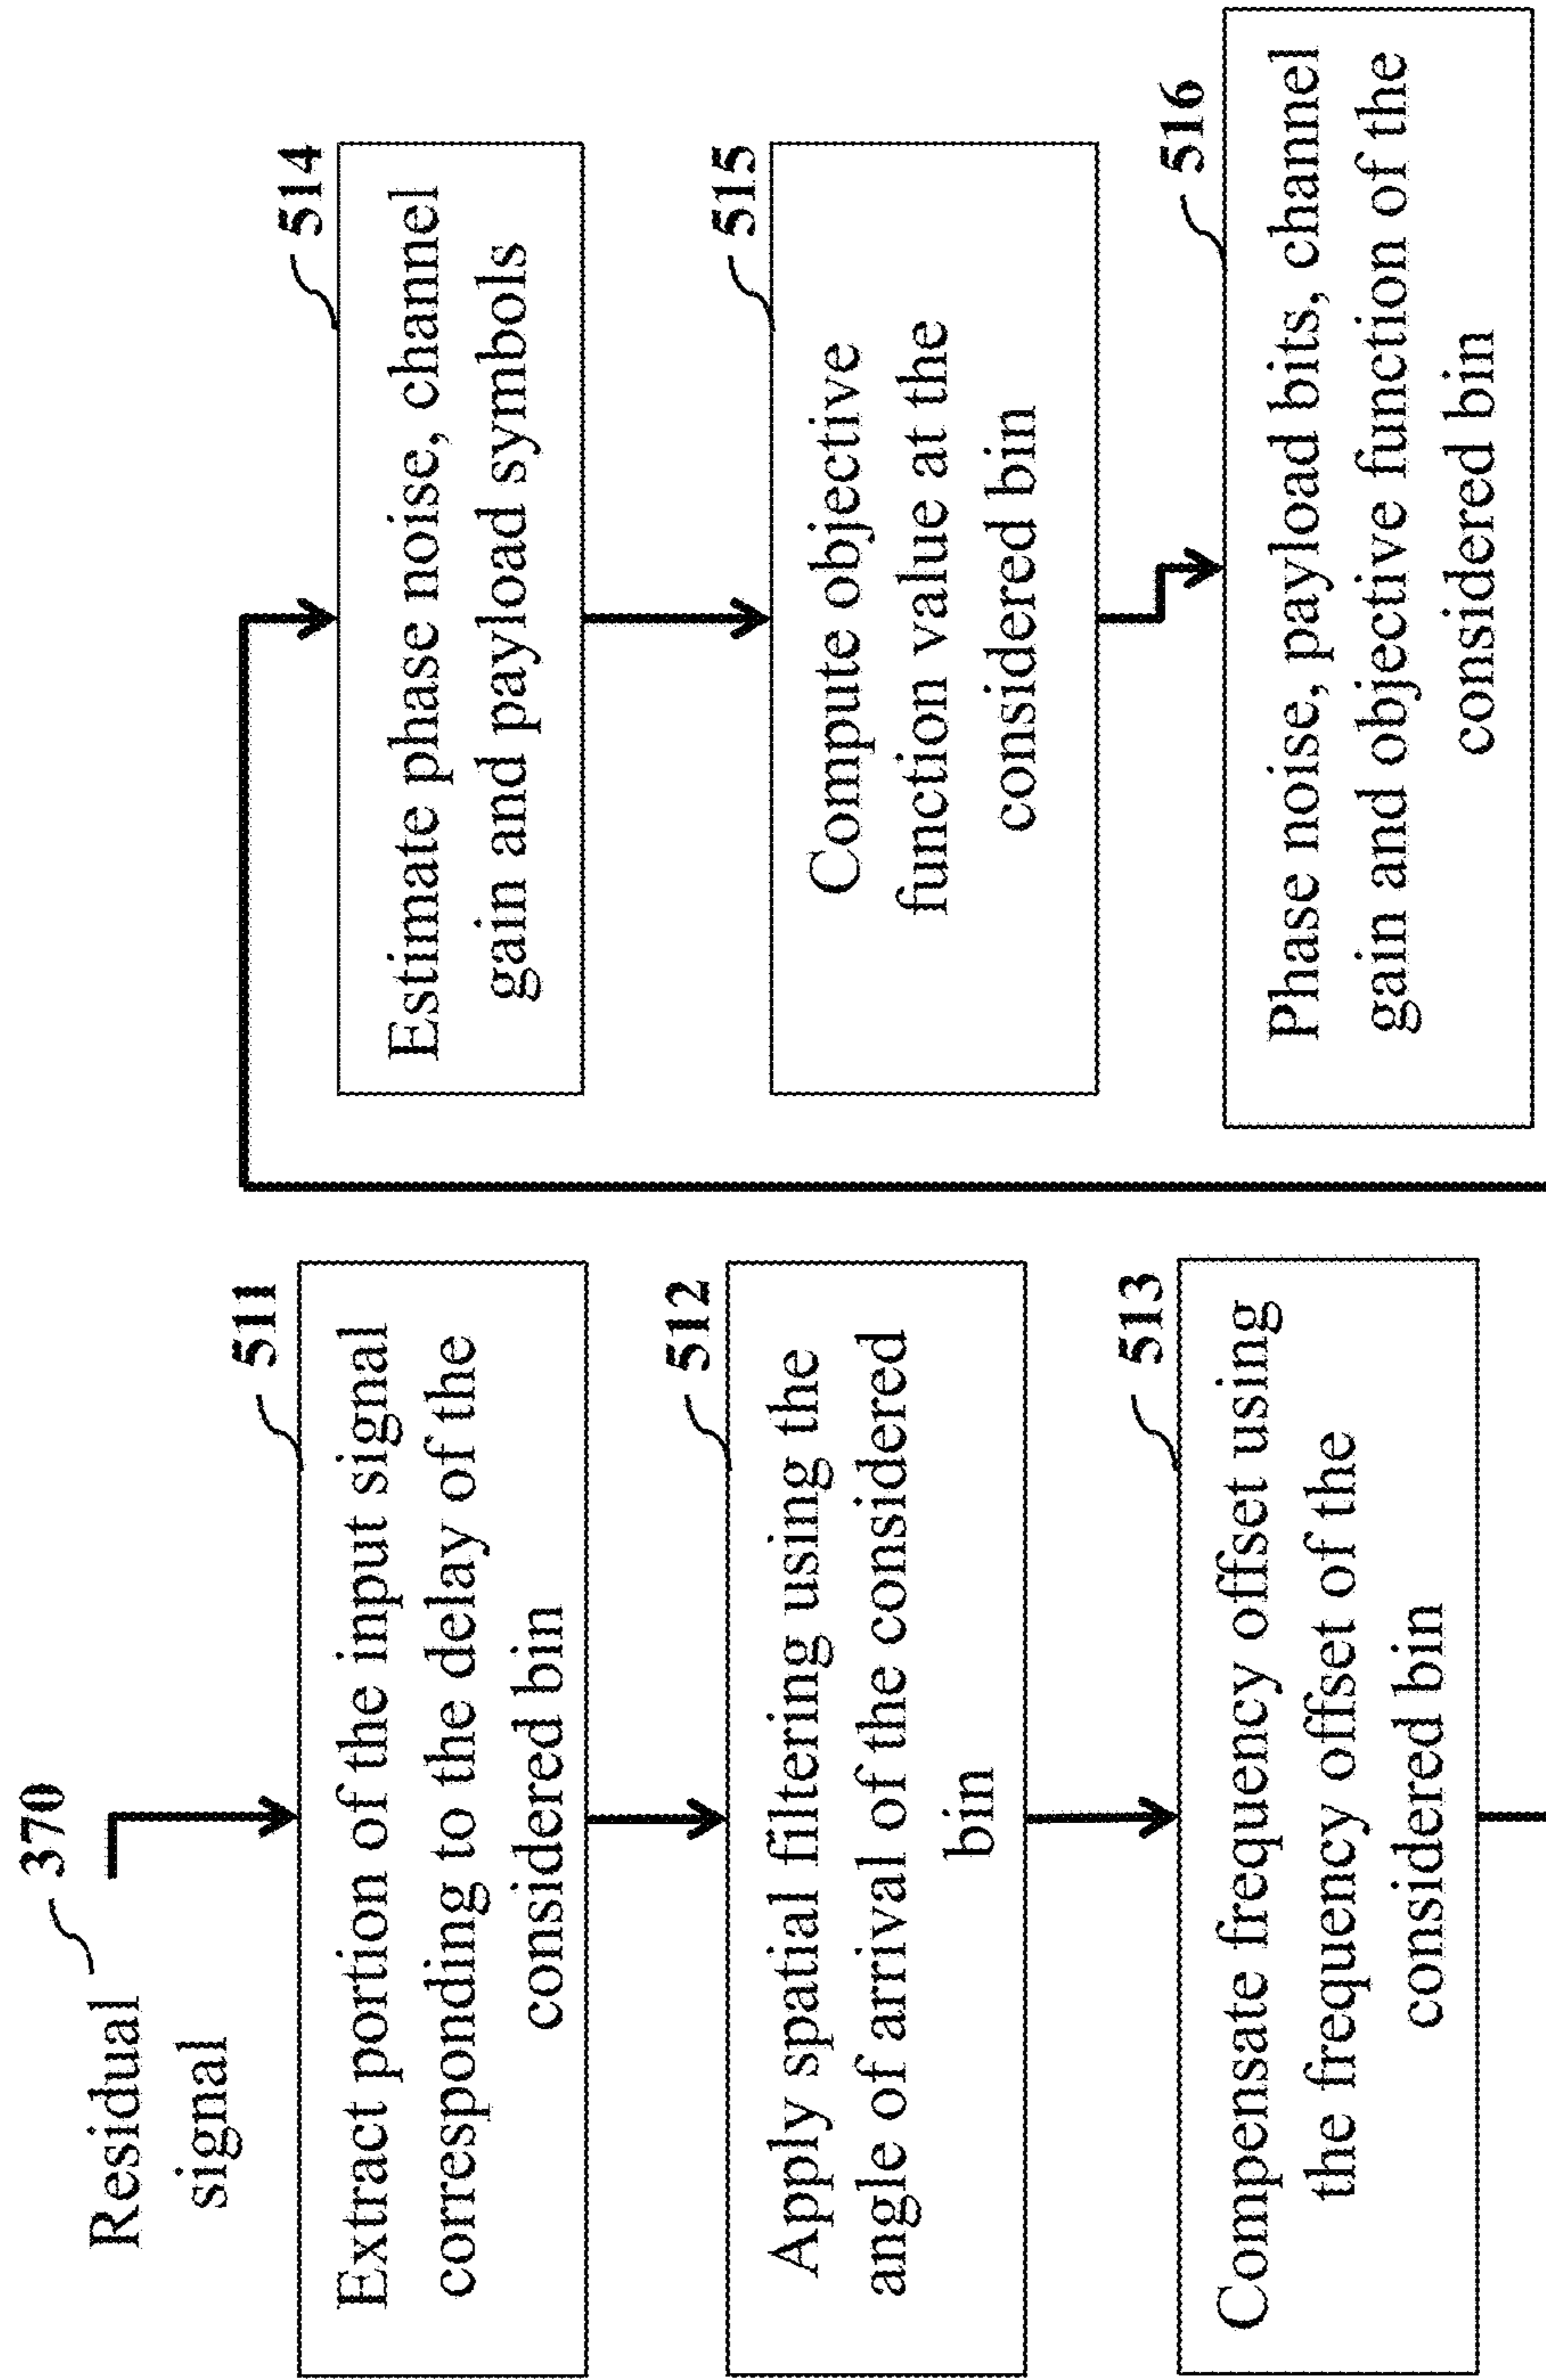 Residual
signal
370
511
Extract portion of the input signal
corresponding to the delay of the
considered bin
512
Apply spatial filtering using the
angle of arrival of the considered
bin
513
Compensate frequency offset using
the frequency offset of the
considered bin
514
Estimate phase noise, channel
gain and payload symbols
515
Compute objective
function value at the
considered bin
516
Phase noise, payload bits, channel
gain and objective function of the
considered bin